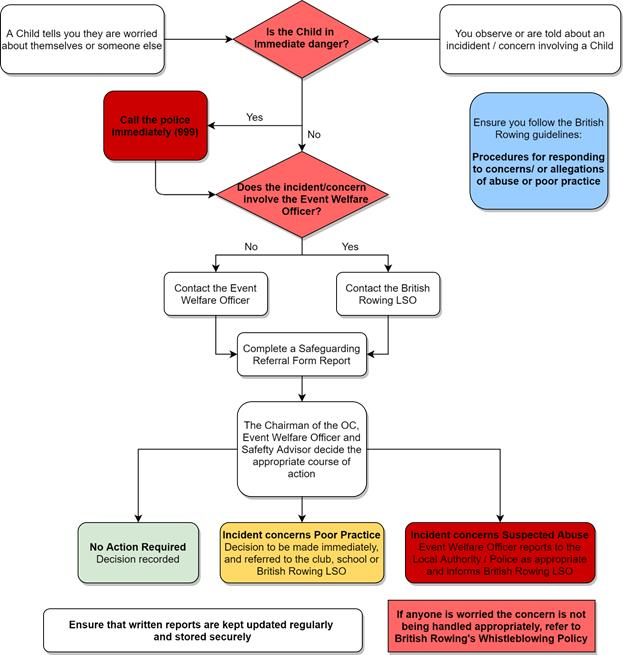 A Child tells you they are worried
about themselves or someone else
Is the Child in
Immediate danger?
You observe or are told about an
incidident / concern involving a Child
Call the police
immediately (999)
Yes
No
Ensure you follow the British
Rowing guidelines:
Procedures for responding
to concerns/ or allegations
of abuse or poor practice
Does the incident/concern
involve the Event Welfare
Officer?
No
Yes
Contact the Event
Welfare Officer
Contact the British
Rowing LSO
Complete a Safeguarding
Referral Form Report
The Chairman of the OC,
Event Welfare Officer and
Safefty Advisor decide the
appropriate course of
action
No Action Required
Decision recorded
Incident concerns Poor Practice
Decision to be made immediately,
and referred to the club, school or
British Rowing LSO
Incident concerns Suspected Abuse
Event Welfare Officer reports to the
Local Authority / Police as appropriate
and informs British Rowing LSO
Ensure that written reports are kept updated regularly
and stored securely
If anyone is worried the concern is not
being handled appropriately, refer to
British Rowing's Whistleblowing Policy